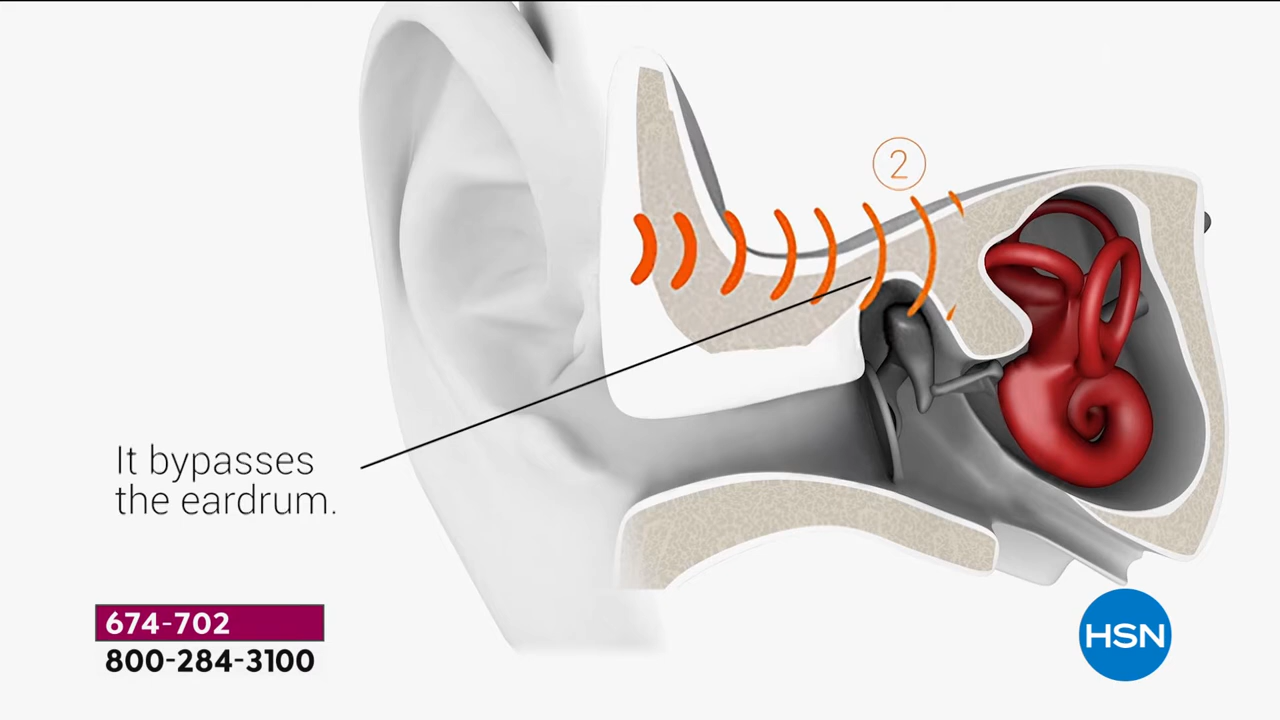 2
It bypasses
the eardrum.
674-702
800-284-3100
HSN